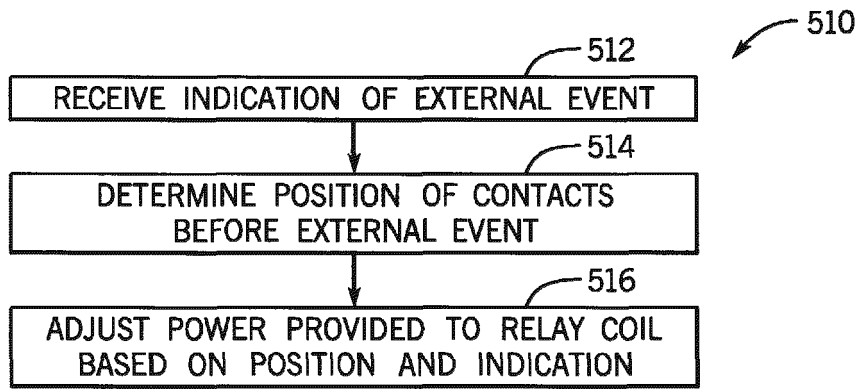 510
512
RECEIVE INDICATION OF EXTERNAL EVENT
514
DETERMINE POSITION OF CONTACTS
BEFORE EXTERNAL EVENT
516
ADJUST POWER PROVIDED TO RELAY COIL
BASED ON POSITION AND INDICATION